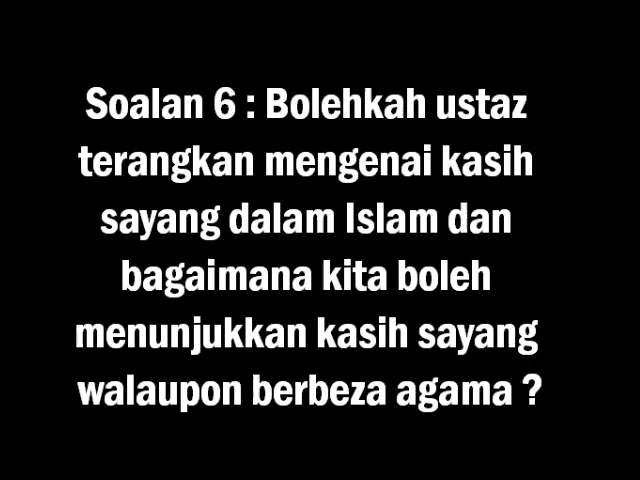 Soalan 6 : Bolehkah ustaz
terangkan mengenai kasih
sayang dalam Islam dan
bagaimana kita boleh
menunjukkan kasih sayang
walaupon berbeza agama ?